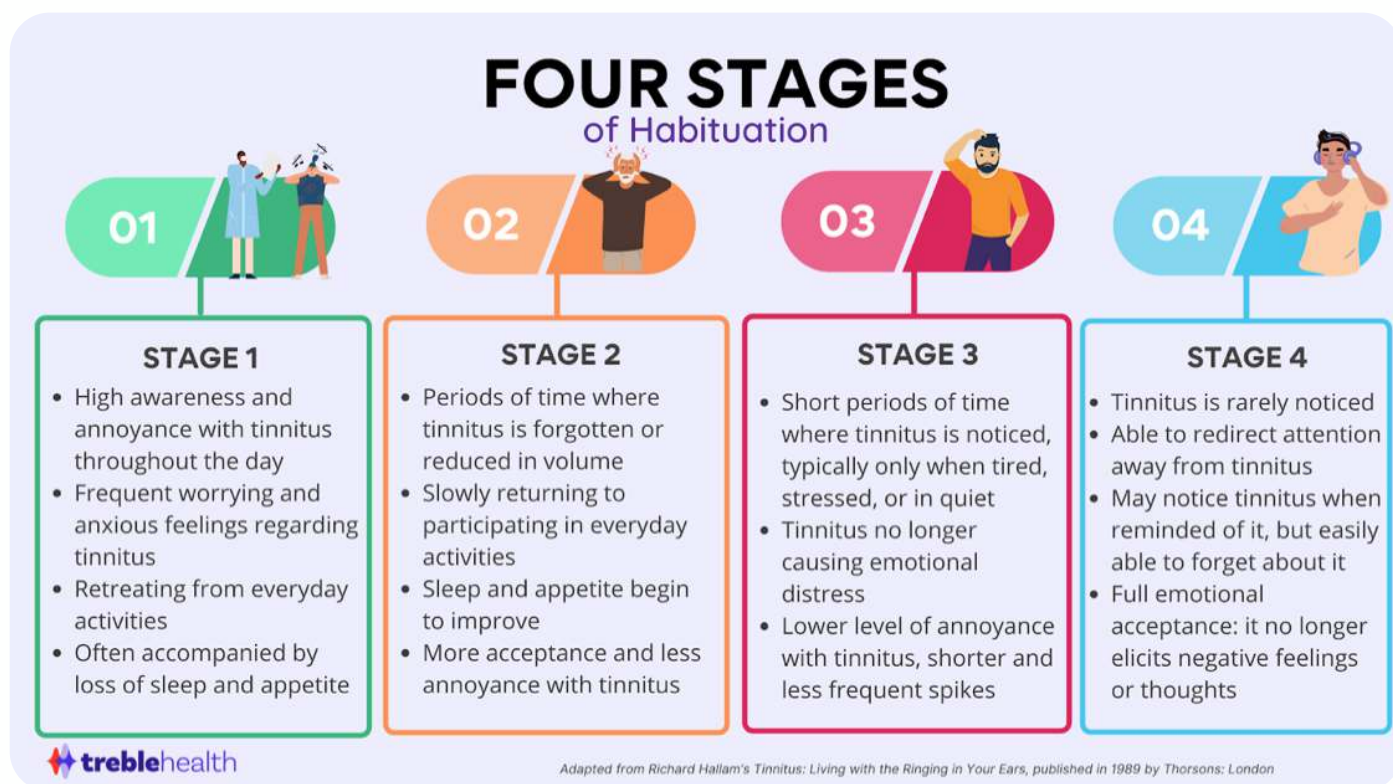 FOUR STAGES
of Habituation
01
02
03
04
STAGE 1
• High awareness and
annoyance with tinnitus
throughout the day
• Frequent worrying and
anxious feelings regarding
tinnitus
• Retreating from everyday
activities
• Often accompanied by
loss of sleep and appetite
STAGE 2
• Periods of time where
tinnitus is forgotten or
reduced in volume
• Slowly returning to
participating in everyday
activities
• Sleep and appetite begin
to improve
• More acceptance and less
annoyance with tinnitus
STAGE 3
• Short periods of time
where tinnitus is noticed,
typically only when tired,
stressed, or in quiet
• Tinnitus no longer
causing emotional
distress
• Lower level of annoyance
with tinnitus, shorter and
less frequent spikes
STAGE 4
• Tinnitus is rarely noticed
• Able to redirect attention
away from tinnitus
• May notice tinnitus when
reminded of it, but easily
able to forget about it
• Full emotional
acceptance: it no longer
elicits negative feelings
or thoughts
treblehealth
Adapted from Richard Hallam's Tinnitus: Living with the Ringing in Your Ears, published in 1989 by Thorsons: London